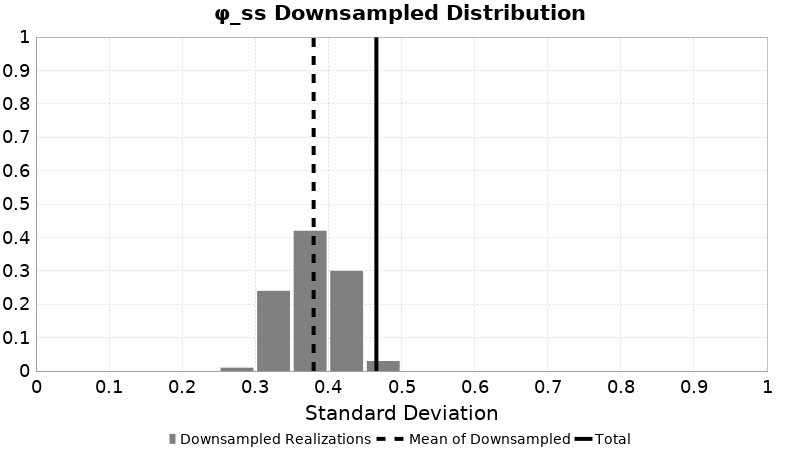 φ_ss Downsampled Distribution
1
0.9
0.8
0.7
0.6
0.5
0.4
0.3
0.2
0.1
0
0 0.1 0.2 0.3 0.4 0.5 0.6 0.7 0.8 0.9 1
Standard Deviation
Downsampled Realizations Mean of Downsampled Total